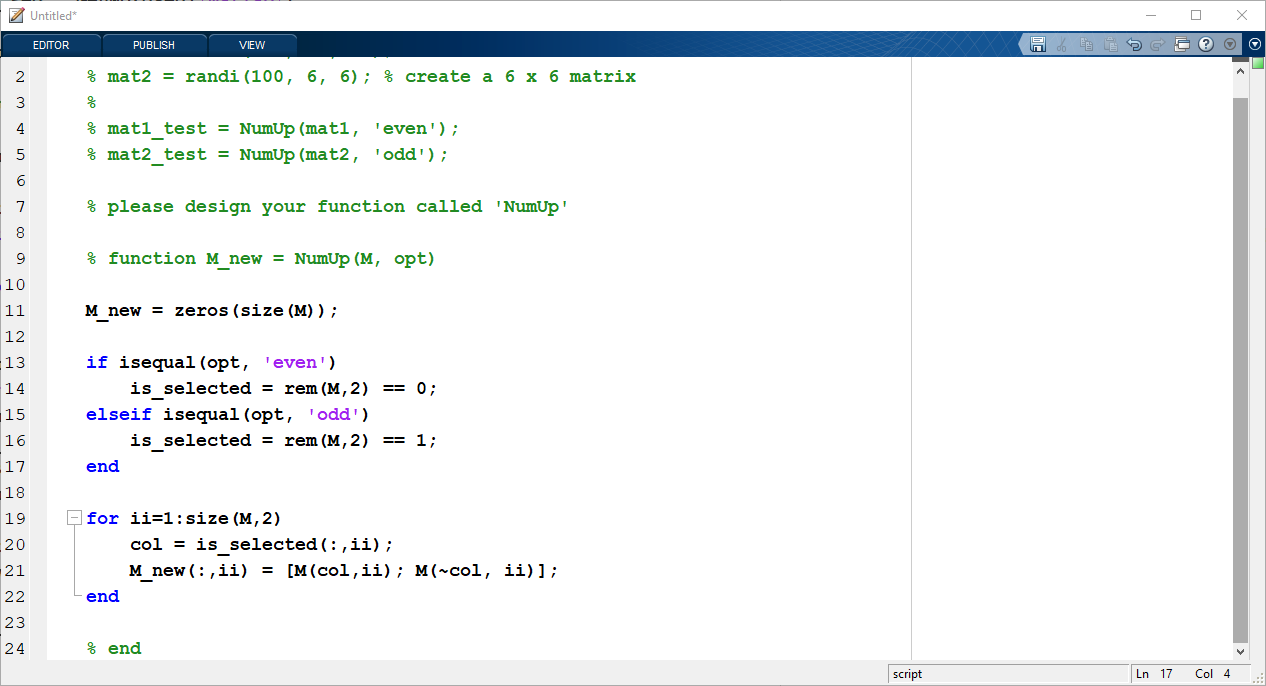 Untitled*
EDITOR PUBLISH VIEW
2 % mat2 = randi(100, 6, 6); % create a 6 x 6 matrix
3 %
4 % mat1_test = NumUp(mat1, 'even');
5 % mat2_test = NumUp(mat2, 'odd');
6
7 % please design your function called 'NumUp'
8
9 % function M_new = NumUp(M, opt)
10
11 M_new = zeros(size(M));
12
13 if isequal(opt, 'even')
14 is_selected = rem(M,2) == 0;
15 elseif isequal(opt, 'odd')
16 is_selected = rem(M,2) == 1;
17 end
18
19 for ii=1:size(M,2)
20 col = is_selected(:,ii);
21 M_new(:,ii) = [M(col,ii); M(~col, ii)];
22 end
23
24 % end
script Ln 17 Col 4